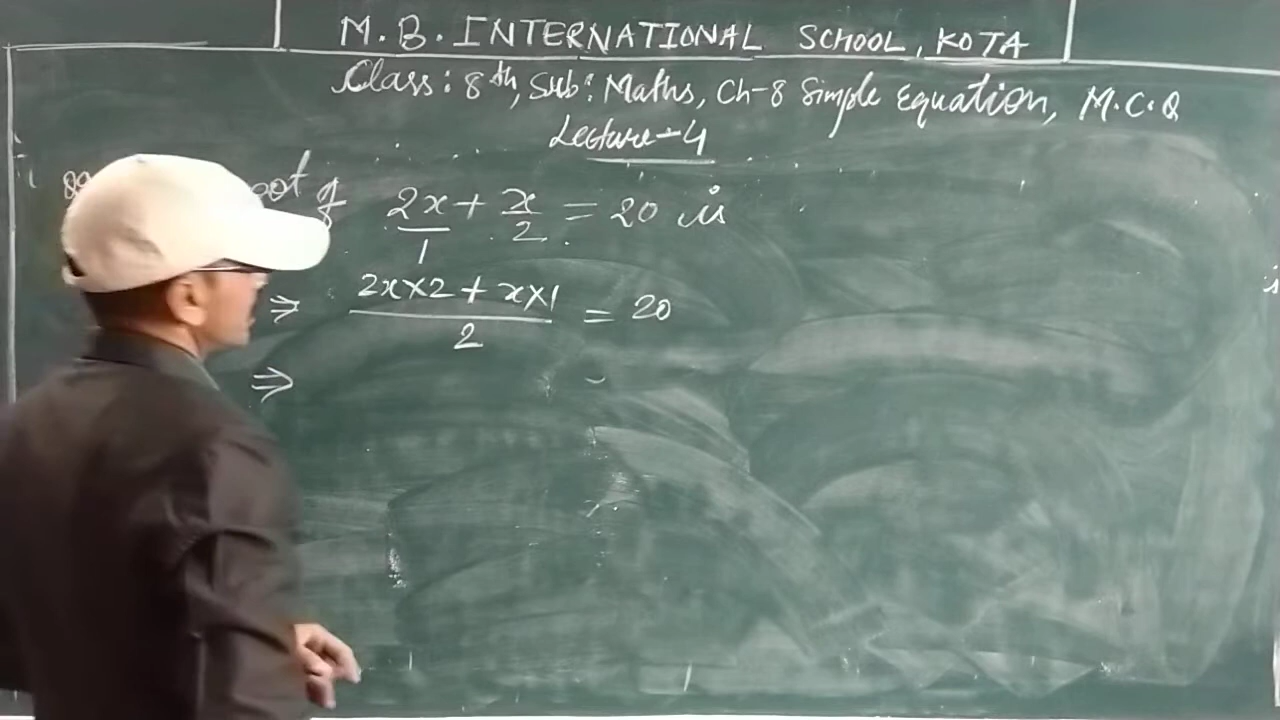 M.B. INTERNATIONAL SCHOOL, KOTA
Class: 8th, Sub: Maths, Ch-8 Simple Equation, M.C.Q
Lecture-4
of 2x/1 + x/2 = 20 is
⇒ (2x×2 + x×1)/2 = 20
⇒